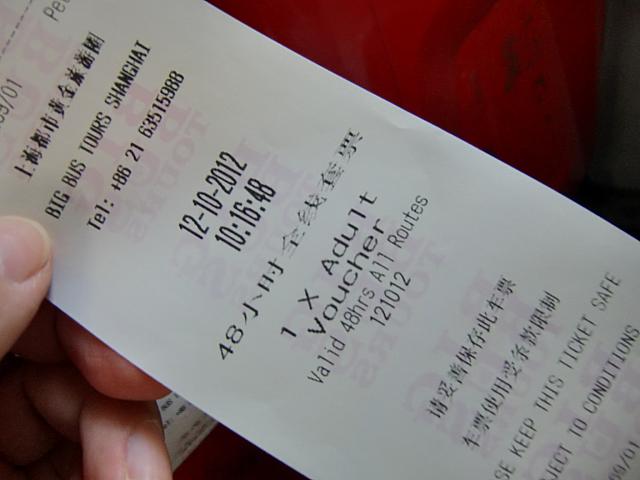 上海都市黄金旅游图
BIG BUS TOURS SHANGHAI
Tel: +86 21 63515988
12-10-2012
10:16:48
48小时全线套票
1 X Adult
Voucher
Valid 48hrs All Routes
121012
请妥善保存此车票
车票使用受条款限制
KEEP THIS TICKET SAFE
TO CONDITIONS